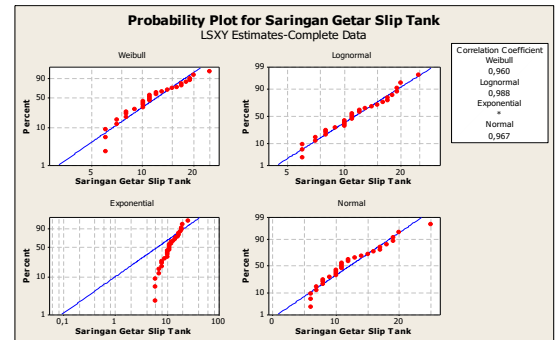 Probability Plot for Saringan Getar Slip Tank
LSXY Estimates-Complete Data
Weibull
Percent
90
50
10
1
5
10
20
Saringan Getar Slip Tank
Lognormal
Percent
99
90
50
10
1
5
10
20
Saringan Getar Slip Tank
Correlation Coefficient
Weibull
0,960
Lognormal
0,988
Exponential
*
Normal
0,967
Exponential
Percent
90
50
10
1
0,1
1
10
100
Saringan Getar Slip Tank
Normal
Percent
99
90
50
10
1
0
10
20
Saringan Getar Slip Tank